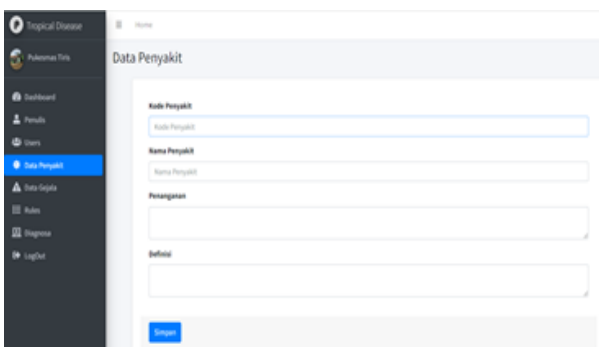 Tropical Disease
Home
Pukesmas Tiris
Data Penyakit
Dashboard
Penulis
Users
Data Penyakit
Data Gejala
Rules
Diagnosa
LogOut
Kode Penyakit
Kode Penyakit
Nama Penyakit
Nama Penyakit
Penanganan
Definisi
Simpan